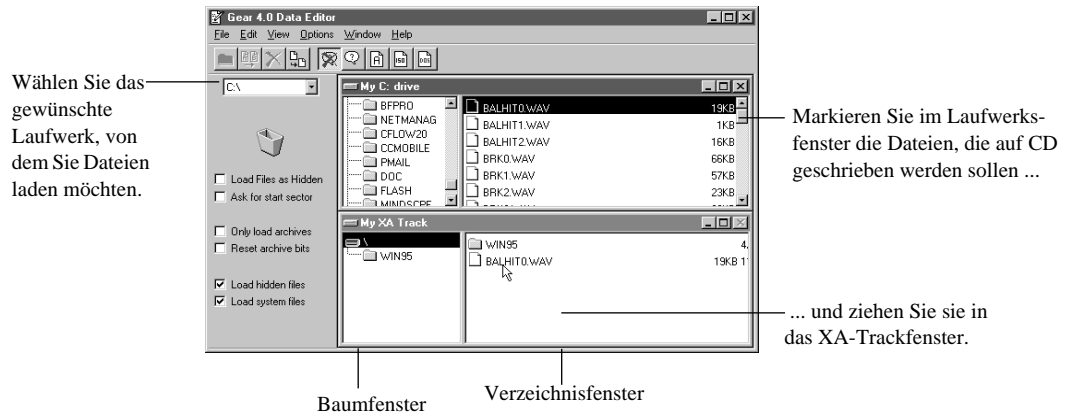 Gear 4.0 Data Editor
File Edit View Options Window Help
Wählen Sie das
gewünschte
Laufwerk, von
dem Sie Dateien
laden möchten.
C:\
Load Files as Hidden
Ask for start sector
Only load archives
Reset archive bits
Load hidden files
Load system files
My C: drive
BFPRO
NETMANAG
CFLOW20
CCMOBILE
PMAIL
DOC
FLASH
MINDSCPE
BALHIT0.WAV 19KB
BALHIT1.WAV 1KB
BALHIT2.WAV 16KB
BRK0.WAV 66KB
BRK1.WAV 57KB
BRK2.WAV 23KB
Markieren Sie im Laufwerks-
fenster die Dateien, die auf CD
geschrieben werden sollen ...
My XA Track
\
WIN95
WIN95 4.
BALHIT0.WAV 19KB 1
... und ziehen Sie sie in
das XA-Trackfenster.
Baumfenster
Verzeichnisfenster